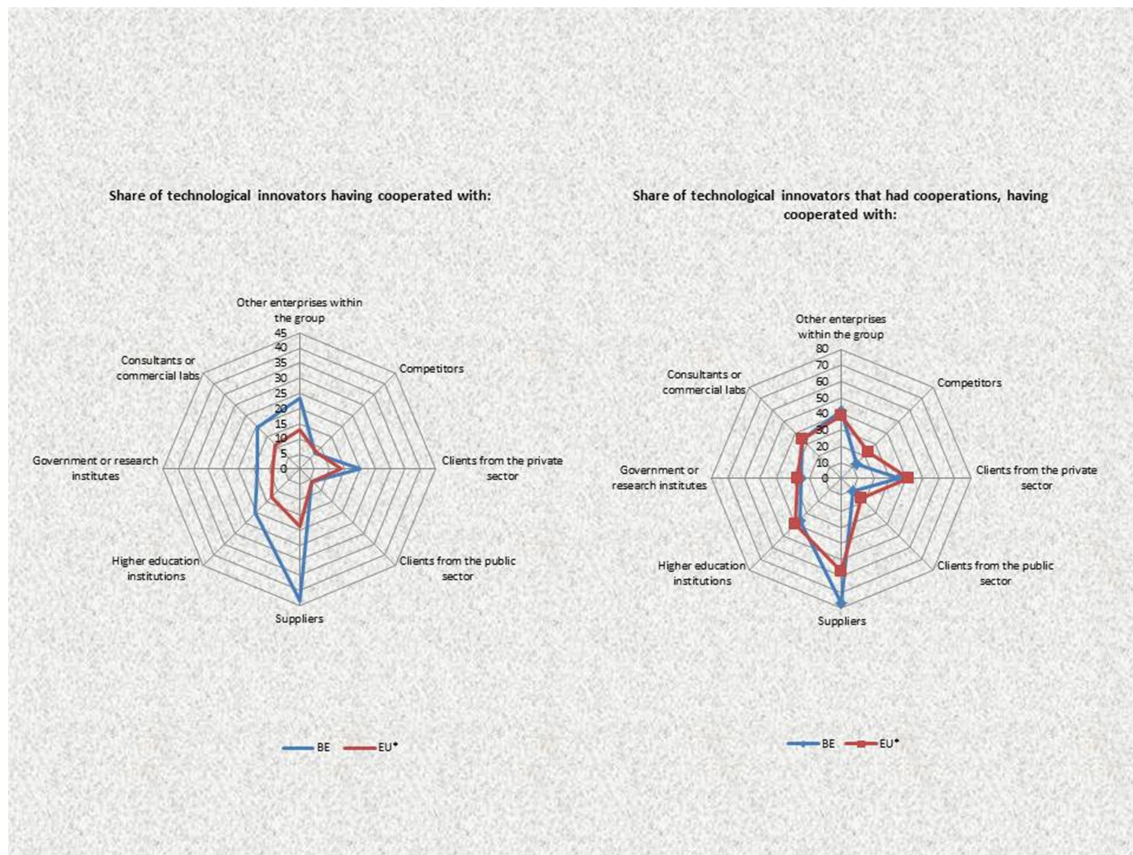 Share of technological innovators having cooperated with:
Other enterprises within
the group
45
40
35
30
25
20
15
10
5
0
Competitors
Clients from the private
sector
Clients from the public
sector
Suppliers
Higher education
institutions
Government or research
institutes
Consultants or
commercial labs
BE
EU*
Share of technological innovators that had cooperations, having
cooperated with:
Other enterprises
within the group
80
70
60
50
40
30
20
10
0
Competitors
Clients from the private
sector
Clients from the public
sector
Suppliers
Higher education
institutions
Government or
research institutes
Consultants or
commercial labs
BE
EU*